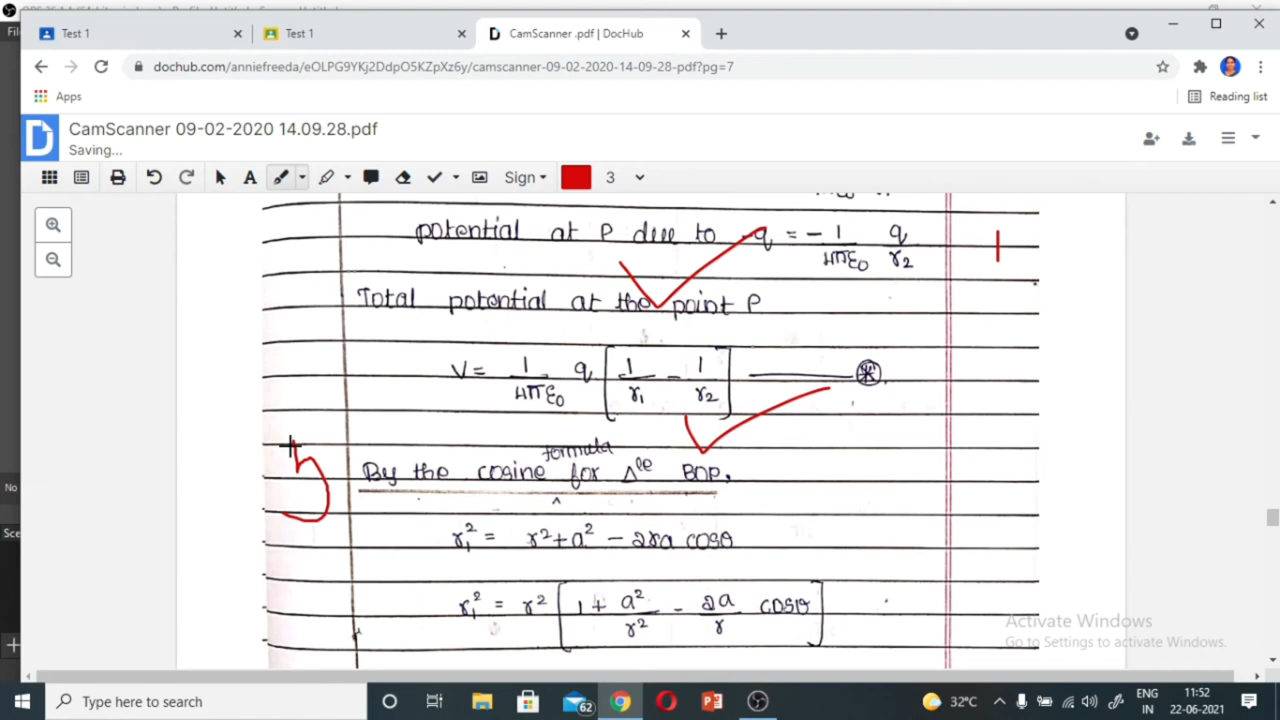 Test 1
Test 1
CamScanner .pdf | DocHub
dochub.com/anniefreeda/eOLPG9YKj2DdpO5KZpXz6y/camscanner-09-02-2020-14-09-28-pdf?pg=7
Apps
Reading list
CamScanner 09-02-2020 14.09.28.pdf
Saving...
A
Sign
3
potential at P due to -q = - 1/4πε0 q/r2
Total potential at the point P
V = 1/4πε0 q [1/r1 - 1/r2]
formula
By the cosine ^ for Δle BOP,
r1² = r² + a² - 2ra cosθ
r1² = r² [1 + a²/r² - 2a/r cosθ]
Activate Windows
Go to Settings to activate Windows.
No
Sce
Type here to search
62
32°C
ENG
IN
11:52
22-06-2021